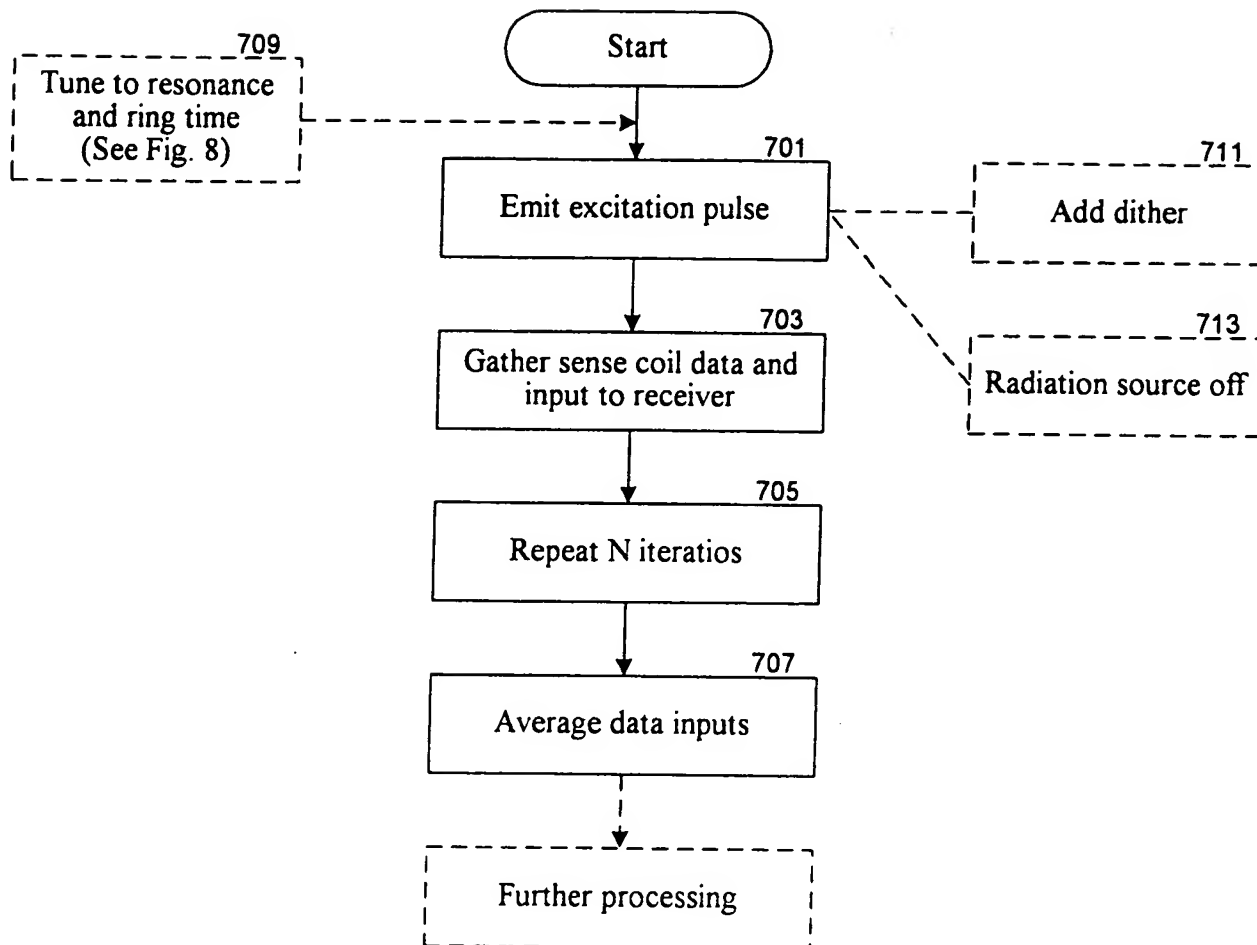 709
Tune to resonance
and ring time
(See Fig. 8)
Start
701
Emit excitation pulse
711
Add dither
703
Gather sense coil data and
input to receiver
713
Radiation source off
705
Repeat N iteratios
707
Average data inputs
Further processing